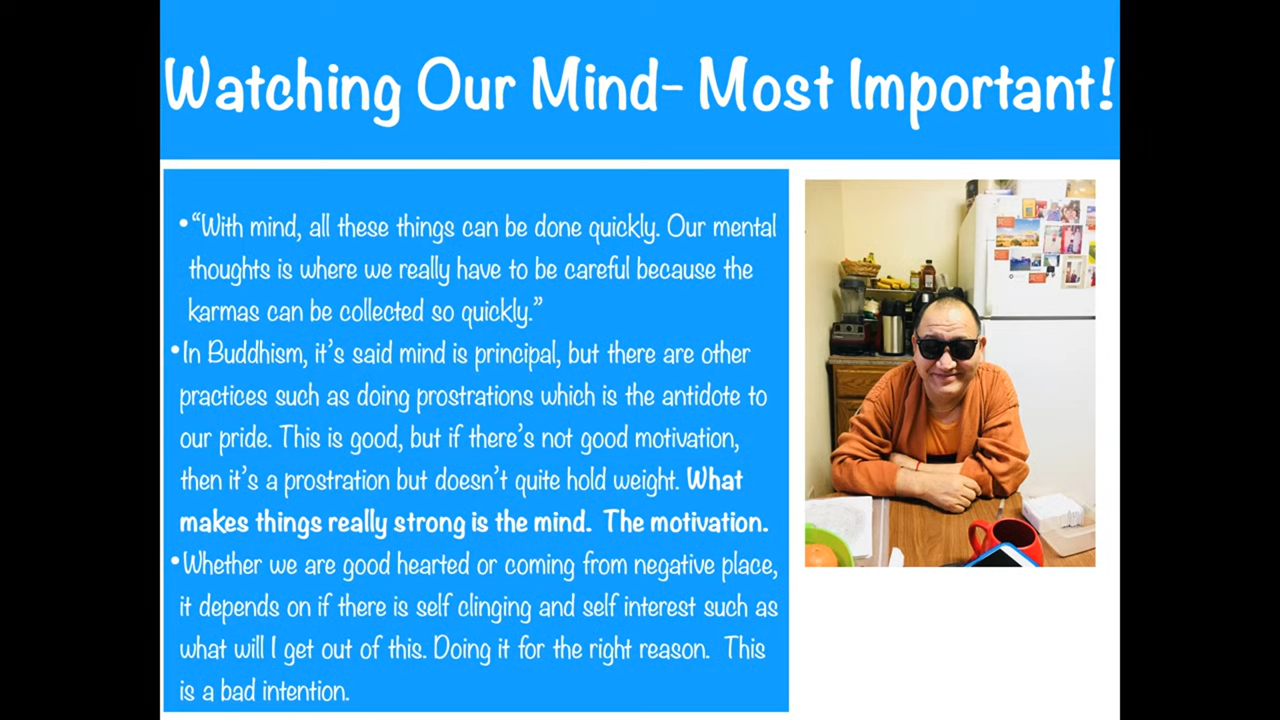 Watching Our Mind- Most Important!
•“With mind, all these things can be done quickly. Our mental
thoughts is where we really have to be careful because the
karmas can be collected so quickly.”
•In Buddhism, it’s said mind is principal, but there are other
practices such as doing prostrations which is the antidote to
our pride. This is good, but if there’s not good motivation,
then it’s a prostration but doesn’t quite hold weight. What
makes things really strong is the mind. The motivation.
•Whether we are good hearted or coming from negative place,
it depends on if there is self clinging and self interest such as
what will I get out of this. Doing it for the right reason. This
is a bad intention.